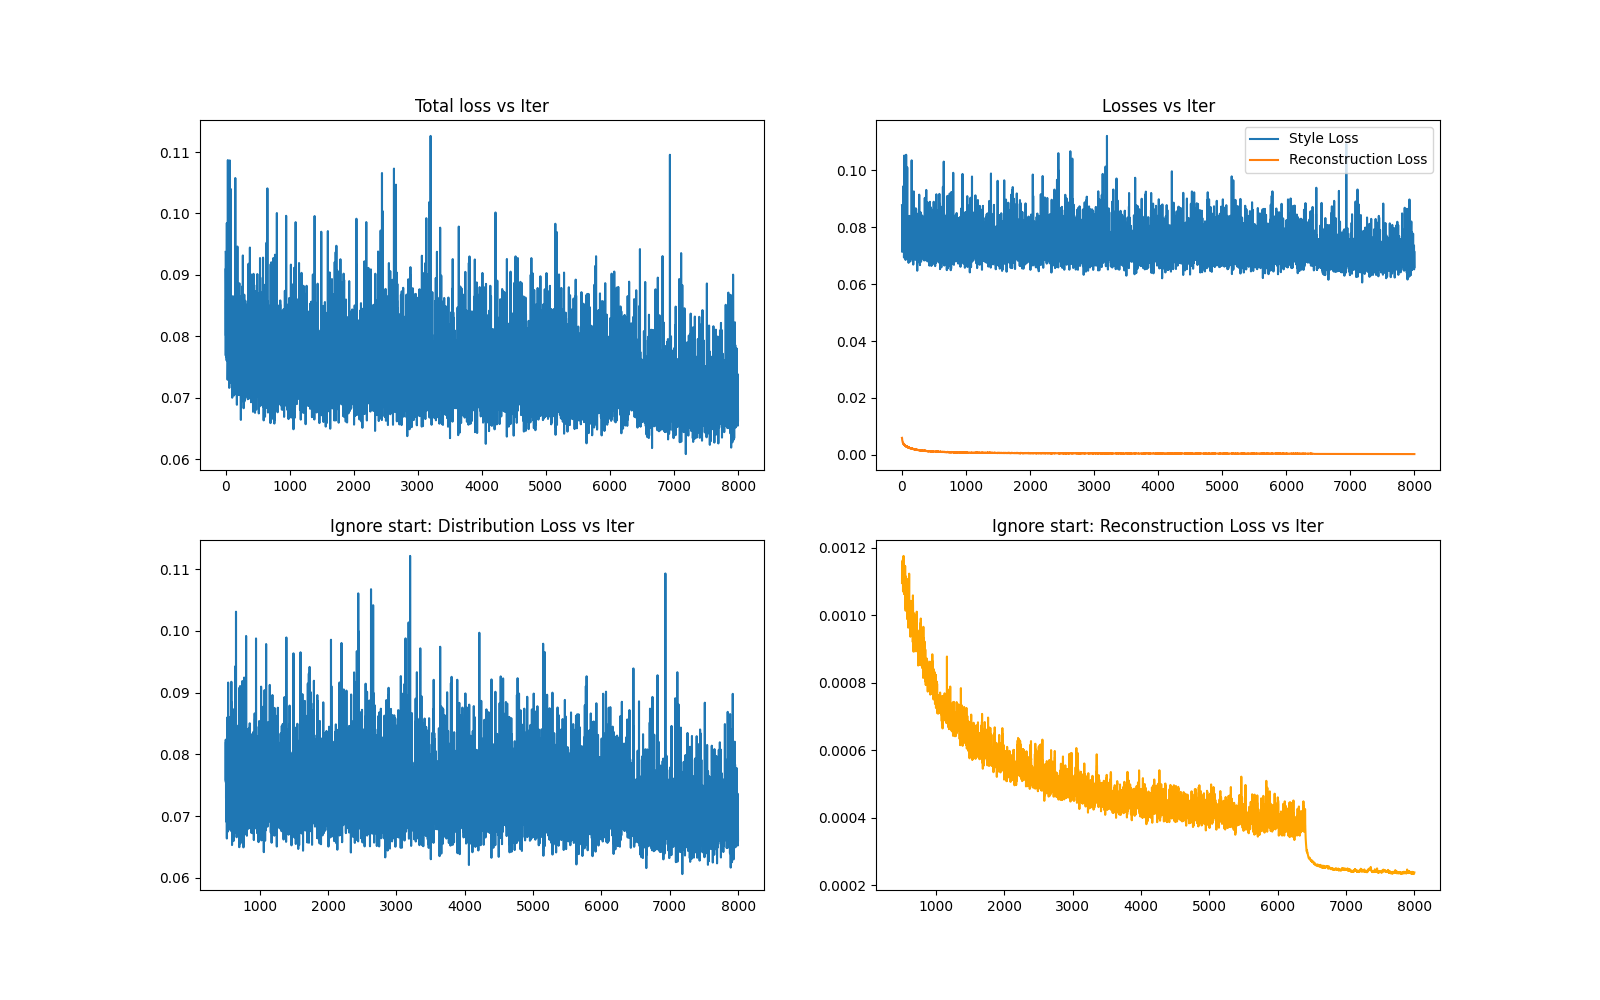 Total loss vs Iter
0.11
0.10
0.09
0.08
0.07
0.06
0 1000 2000 3000 4000 5000 6000 7000 8000
Losses vs Iter
Style Loss
Reconstruction Loss
0.10
0.08
0.06
0.04
0.02
0.00
0 1000 2000 3000 4000 5000 6000 7000 8000
Ignore start: Distribution Loss vs Iter
0.11
0.10
0.09
0.08
0.07
0.06
1000 2000 3000 4000 5000 6000 7000 8000
Ignore start: Reconstruction Loss vs Iter
0.0012
0.0010
0.0008
0.0006
0.0004
0.0002
1000 2000 3000 4000 5000 6000 7000 8000